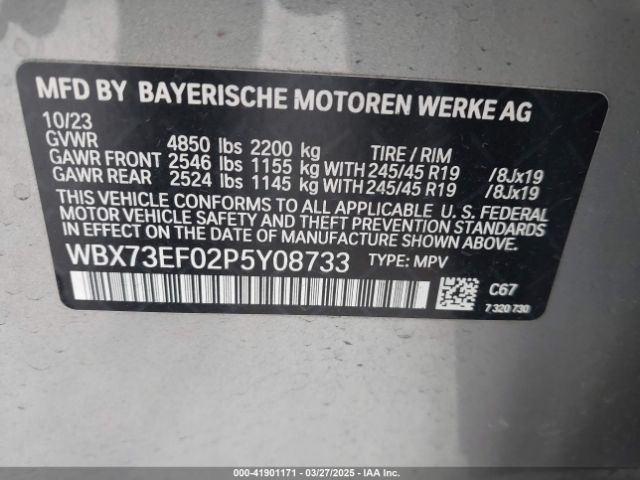 MFD BY BAYERISCHE MOTOREN WERKE AG
10/23
GVWR 4850 lbs 2200 kg TIRE / RIM
GAWR FRONT 2546 lbs 1155 kg WITH 245/45 R19 /8Jx19
GAWR REAR 2524 lbs 1145 kg WITH 245/45 R19 /8Jx19
THIS VEHICLE CONFORMS TO ALL APPLICABLE U. S. FEDERAL
MOTOR VEHICLE SAFETY AND THEFT PREVENTION STANDARDS
IN EFFECT ON THE DATE OF MANUFACTURE SHOWN ABOVE.
WBX73EF02P5Y08733 TYPE: MPV
C67
7 320 730
000-41901171 | 03/27/2025 | IAA Inc.